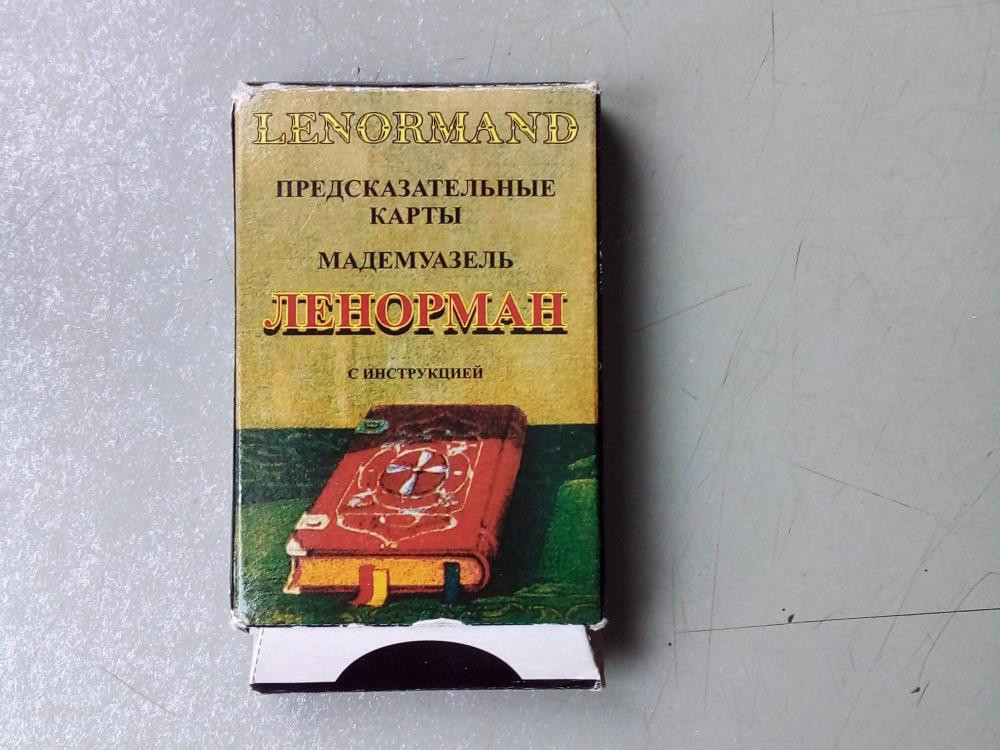 LENORMAND
ПРЕДСКАЗАТЕЛЬНЫЕ
КАРТЫ
МАДЕМУАЗЕЛЬ
ЛЕНОРМАН
С ИНСТРУКЦИЕЙ